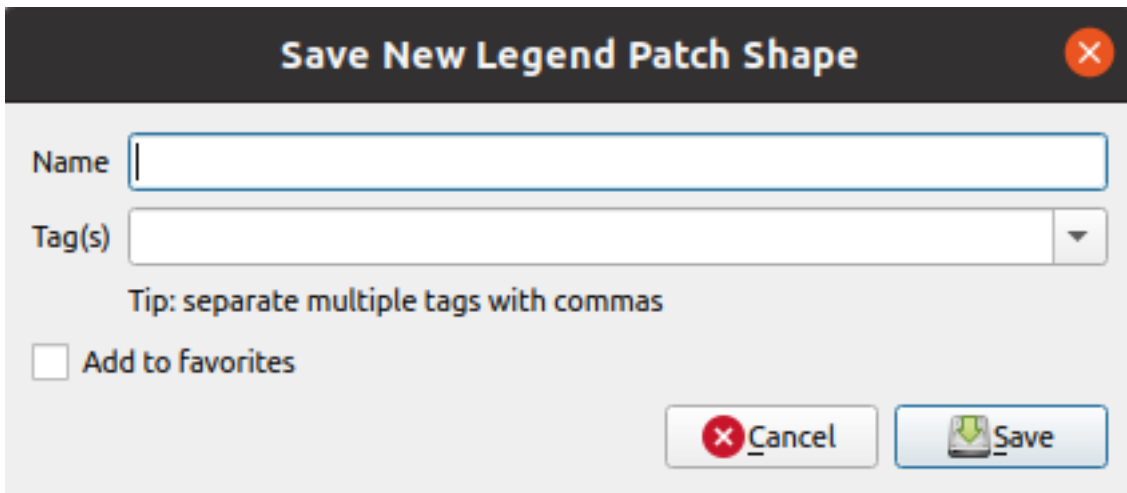 Save New Legend Patch Shape
Name
Tag(s)
Tip: separate multiple tags with commas
Add to favorites
Cancel
Save